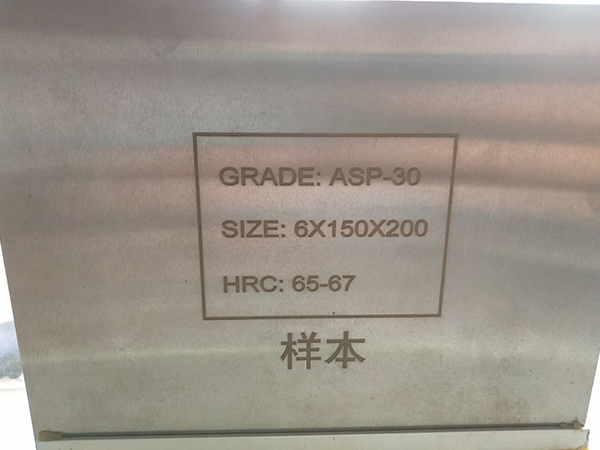 GRADE: ASP-30
SIZE: 6X150X200
HRC: 65-67
样本